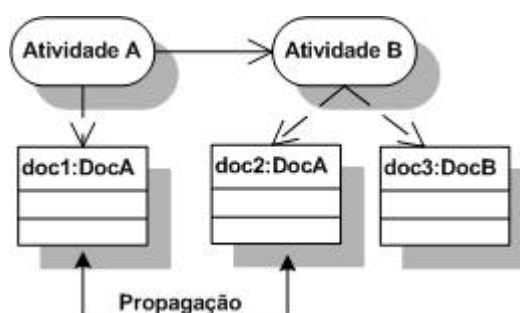 Atividade A
Atividade B
doc1:DocA
doc2:DocA
doc3:DocB
Propagação